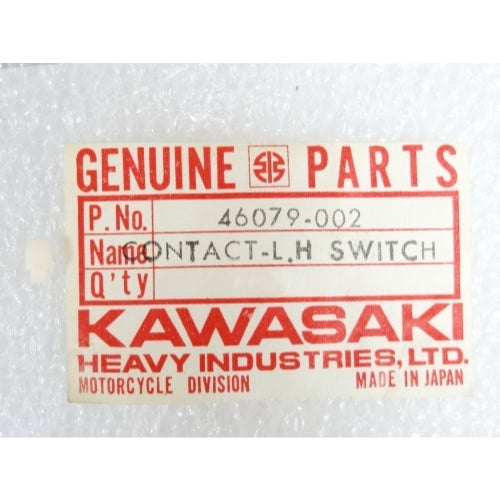 GENUINE PARTS
P. No. 46079-002
Name CONTACT-L.H SWITCH
Q'ty
KAWASAKI
HEAVY INDUSTRIES, LTD.
MOTORCYCLE DIVISION MADE IN JAPAN